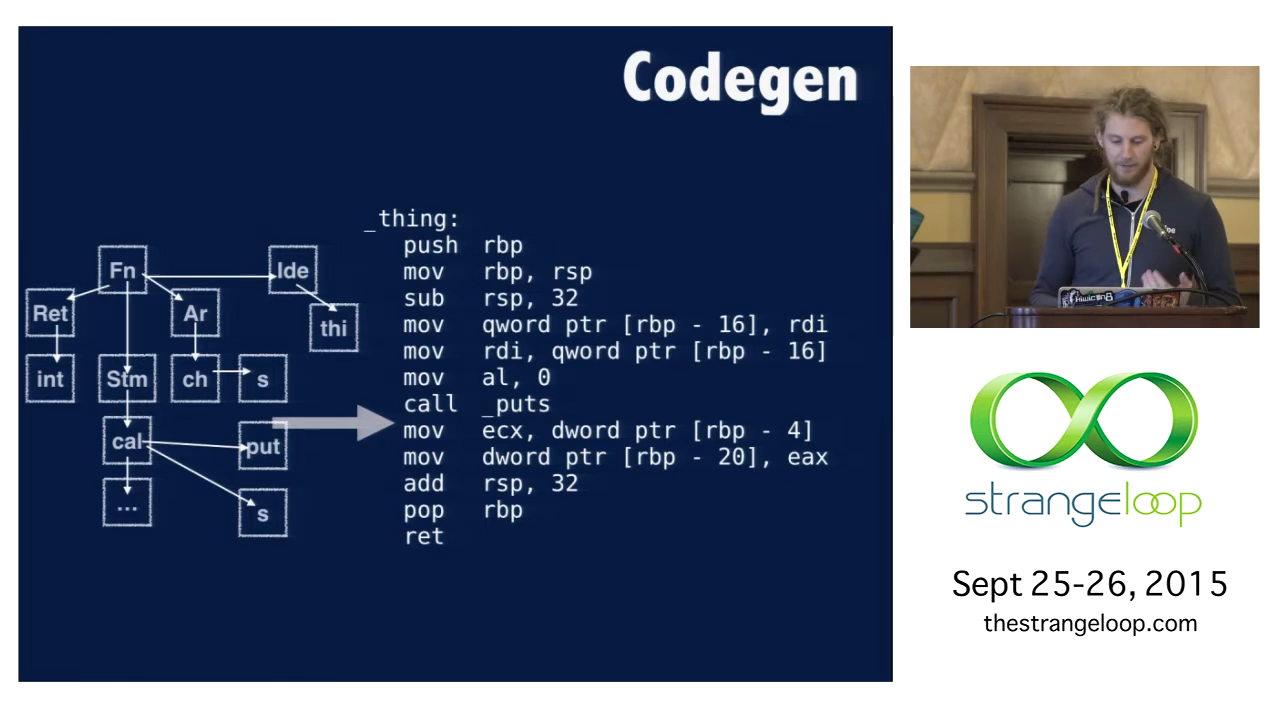 Codegen
_thing:
push rbp
mov rbp, rsp
sub rsp, 32
mov qword ptr [rbp - 16], rdi
mov rdi, qword ptr [rbp - 16]
mov al, 0
call _puts
mov ecx, dword ptr [rbp - 4]
mov dword ptr [rbp - 20], eax
add rsp, 32
pop rbp
ret
Fn
Ide
Ret
Ar
thi
int
Stm
ch
s
cal
put
...
s
strangeloop
Sept 25-26, 2015
thestrangeloop.com